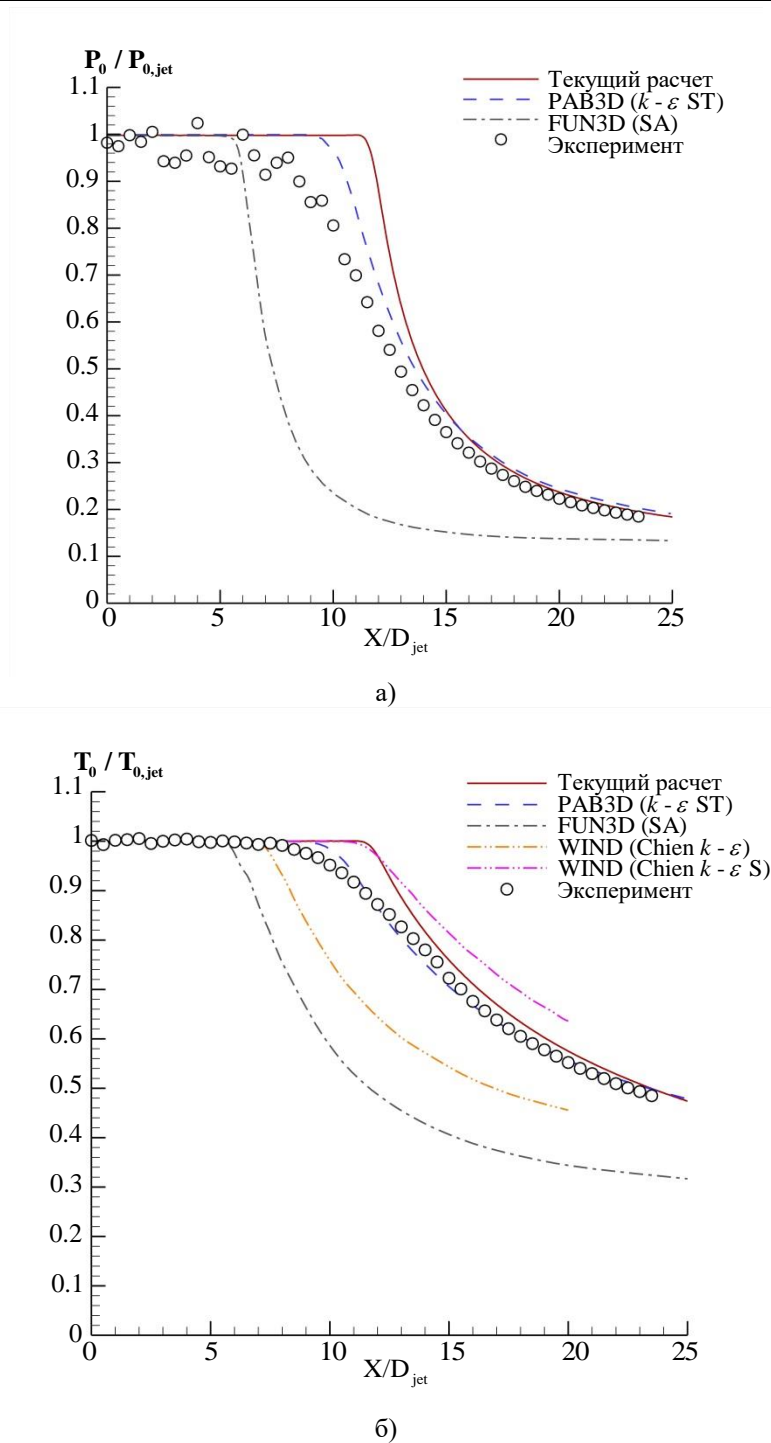 P₀ / P₀,jet
1.1
1
0.9
0.8
0.7
0.6
0.5
0.4
0.3
0.2
0.1
0
0 5 10 15 20 25
X/D jet
Текущий расчет
PAB3D (k - ε ST)
FUN3D (SA)
Эксперимент
а)
T₀ / T₀,jet
1.1
1
0.9
0.8
0.7
0.6
0.5
0.4
0.3
0.2
0.1
0
0 5 10 15 20 25
X/D jet
Текущий расчет
PAB3D (k - ε ST)
FUN3D (SA)
WIND (Chien k - ε)
WIND (Chien k - ε S)
Эксперимент
б)